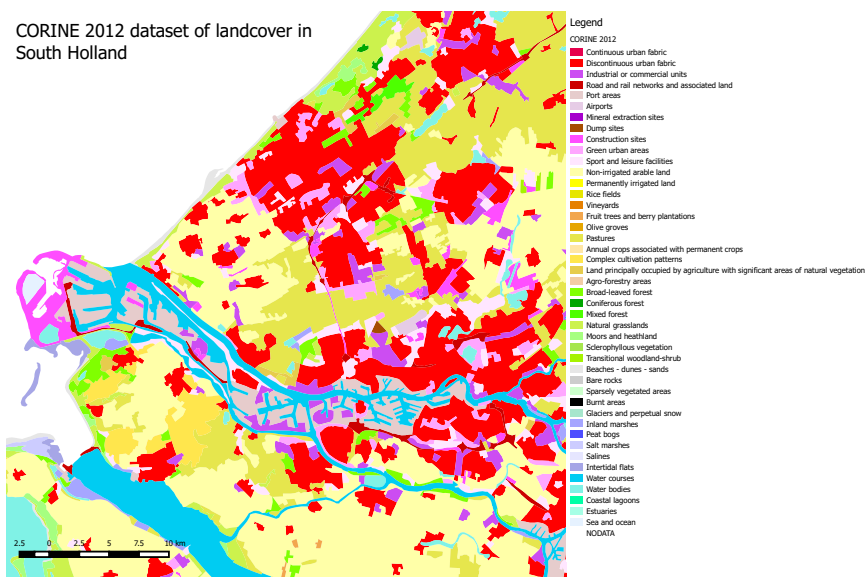 CORINE 2012 dataset of landcover in
South Holland
Legend
CORINE 2012
Continuous urban fabric
Discontinuous urban fabric
Industrial or commercial units
Road and rail networks and associated land
Port areas
Airports
Mineral extraction sites
Dump sites
Construction sites
Green urban areas
Sport and leisure facilities
Non-irrigated arable land
Permanently irrigated land
Rice fields
Vineyards
Fruit trees and berry plantations
Olive groves
Pastures
Annual crops associated with permanent crops
Complex cultivation patterns
Land principally occupied by agriculture with significant areas of natural vegetation
Agro-forestry areas
Broad-leaved forest
Coniferous forest
Mixed forest
Natural grasslands
Moors and heathland
Sclerophyllous vegetation
Transitional woodland-shrub
Beaches - dunes - sands
Bare rocks
Sparsely vegetated areas
Burnt areas
Glaciers and perpetual snow
Inland marshes
Peat bogs
Salt marshes
Salines
Intertidal flats
Water courses
Water bodies
Coastal lagoons
Estuaries
Sea and ocean
NODATA
2.5 0 2.5 5 7.5 10 km